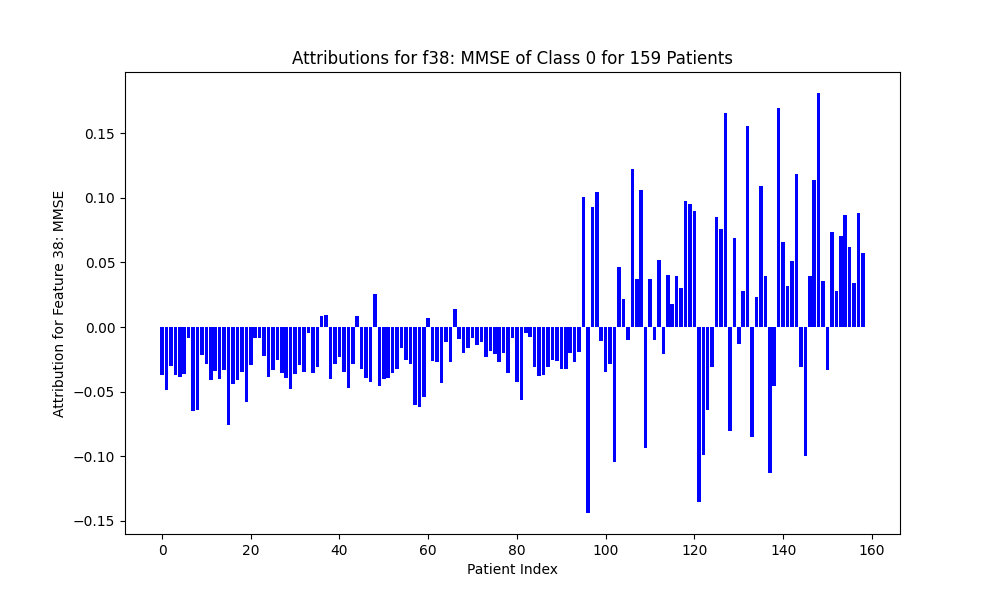 Attributions for f38: MMSE of Class 0 for 159 Patients
Attribution for Feature 38: MMSE
0.15
0.10
0.05
0.00
−0.05
−0.10
−0.15
0 20 40 60 80 100 120 140 160
Patient Index